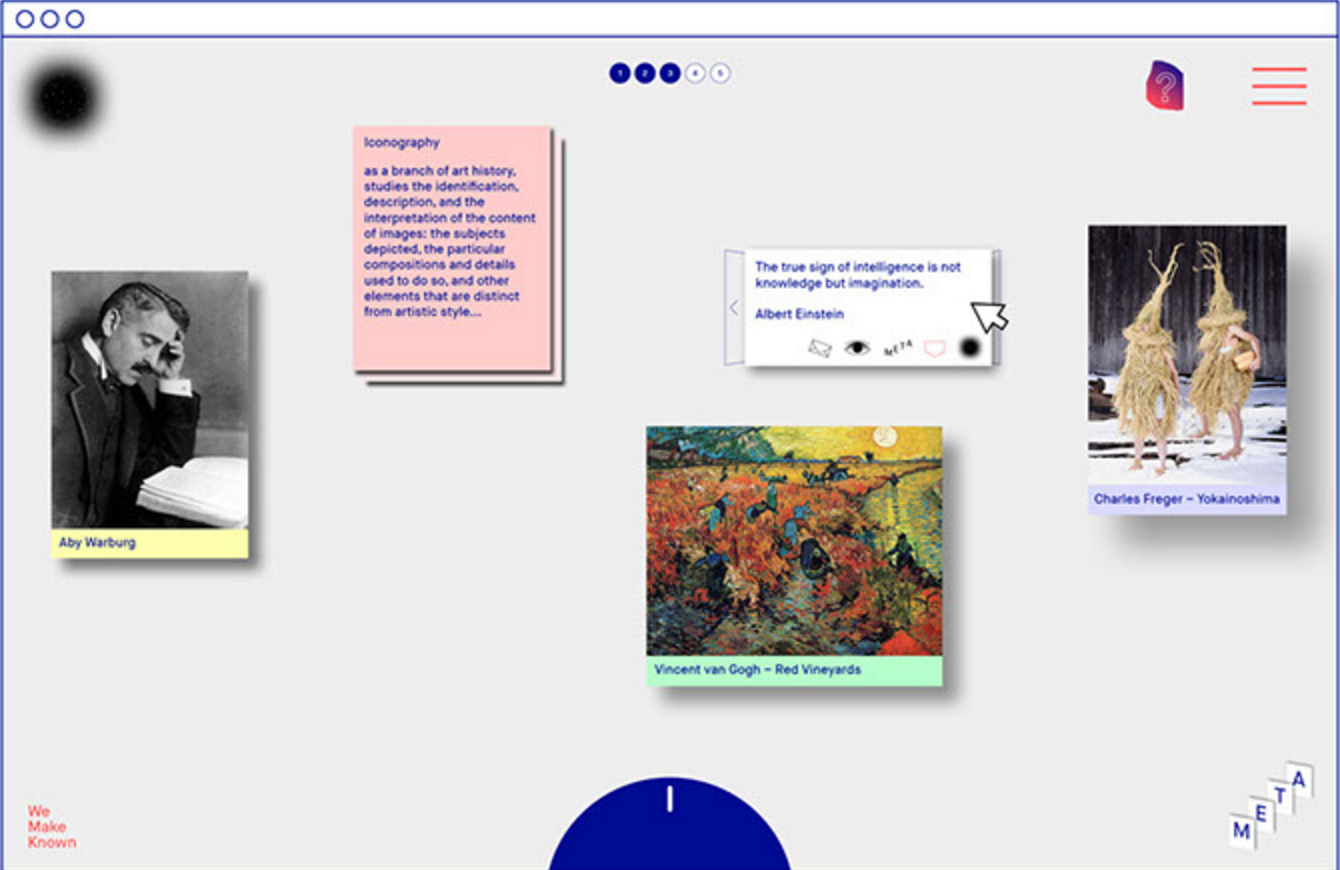 1 2 3 4 5
?
Iconography
as a branch of art history,
studies the identification,
description, and the
interpretation of the content
of images: the subjects
depicted, the particular
compositions and details
used to do so, and other
elements that are distinct
from artistic style...
The true sign of intelligence is not
knowledge but imagination.
Albert Einstein
META
Charles Freger – Yokainoshima
Aby Warburg
Vincent van Gogh – Red Vineyards
We
Make
Known
META